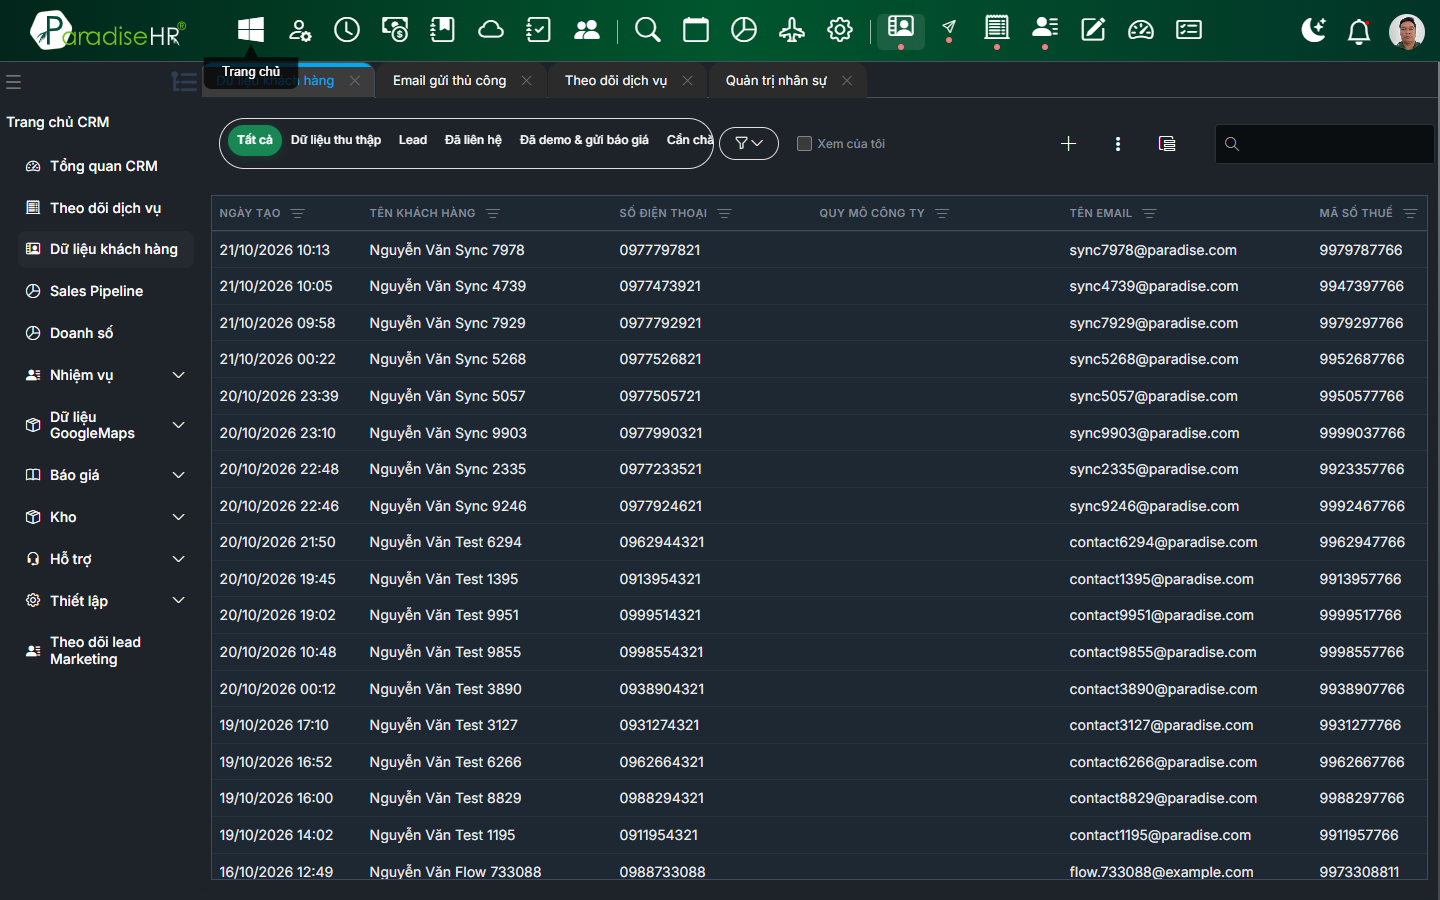 ParadiseHR®
Trang chủ
Dữ liệu khách hàng
Email gửi thủ công
Theo dõi dịch vụ
Quản trị nhân sự
Trang chủ CRM
Tổng quan CRM
Theo dõi dịch vụ
Dữ liệu khách hàng
Sales Pipeline
Doanh số
Nhiệm vụ
Dữ liệu
GoogleMaps
Báo giá
Kho
Hỗ trợ
Thiết lập
Theo dõi lead
Marketing
Tất cả Dữ liệu thu thập Lead Đã liên hệ Đã demo & gửi báo giá Cần chă
Xem của tôi
NGÀY TẠO TÊN KHÁCH HÀNG SỐ ĐIỆN THOẠI QUY MÔ CÔNG TY TÊN EMAIL MÃ SỐ THUẾ
21/10/2026 10:13 Nguyễn Văn Sync 7978 0977797821 sync7978@paradise.com 9979787766
21/10/2026 10:05 Nguyễn Văn Sync 4739 0977473921 sync4739@paradise.com 9947397766
21/10/2026 09:58 Nguyễn Văn Sync 7929 0977792921 sync7929@paradise.com 9979297766
21/10/2026 00:22 Nguyễn Văn Sync 5268 0977526821 sync5268@paradise.com 9952687766
20/10/2026 23:39 Nguyễn Văn Sync 5057 0977505721 sync5057@paradise.com 9950577766
20/10/2026 23:10 Nguyễn Văn Sync 9903 0977990321 sync9903@paradise.com 9999037766
20/10/2026 22:48 Nguyễn Văn Sync 2335 0977233521 sync2335@paradise.com 9923357766
20/10/2026 22:46 Nguyễn Văn Sync 9246 0977924621 sync9246@paradise.com 9992467766
20/10/2026 21:50 Nguyễn Văn Test 6294 0962944321 contact6294@paradise.com 9962947766
20/10/2026 19:45 Nguyễn Văn Test 1395 0913954321 contact1395@paradise.com 9913957766
20/10/2026 19:02 Nguyễn Văn Test 9951 0999514321 contact9951@paradise.com 9999517766
20/10/2026 10:48 Nguyễn Văn Test 9855 0998554321 contact9855@paradise.com 9998557766
20/10/2026 00:12 Nguyễn Văn Test 3890 0938904321 contact3890@paradise.com 9938907766
19/10/2026 17:10 Nguyễn Văn Test 3127 0931274321 contact3127@paradise.com 9931277766
19/10/2026 16:52 Nguyễn Văn Test 6266 0962664321 contact6266@paradise.com 9962667766
19/10/2026 16:00 Nguyễn Văn Test 8829 0988294321 contact8829@paradise.com 9988297766
19/10/2026 14:02 Nguyễn Văn Test 1195 0911954321 contact1195@paradise.com 9911957766
16/10/2026 12:49 Nguyễn Văn Flow 733088 0988733088 flow.733088@example.com 9973308811